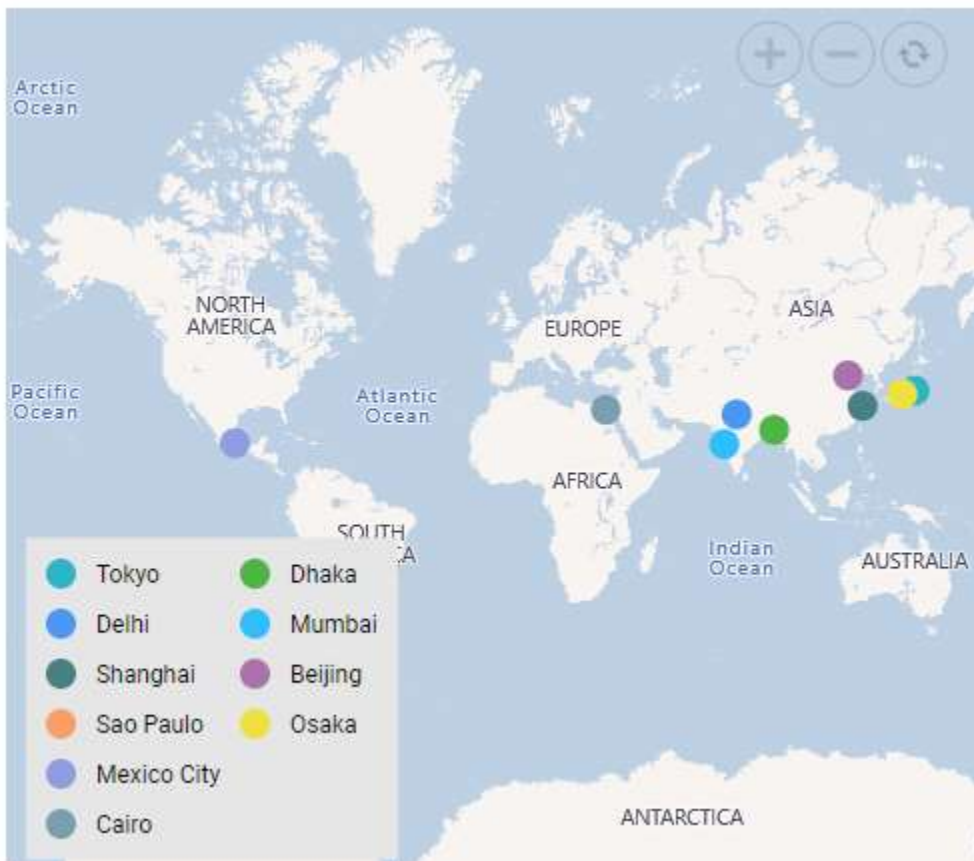 Arctic
Ocean
NORTH
AMERICA
EUROPE
ASIA
Pacific
Ocean
Atlantic
Ocean
AFRICA
SOUTH
CA
Indian
Ocean
AUSTRALIA
Tokyo
Dhaka
Delhi
Mumbai
Shanghai
Beijing
Sao Paulo
Osaka
Mexico City
Cairo
ANTARCTICA